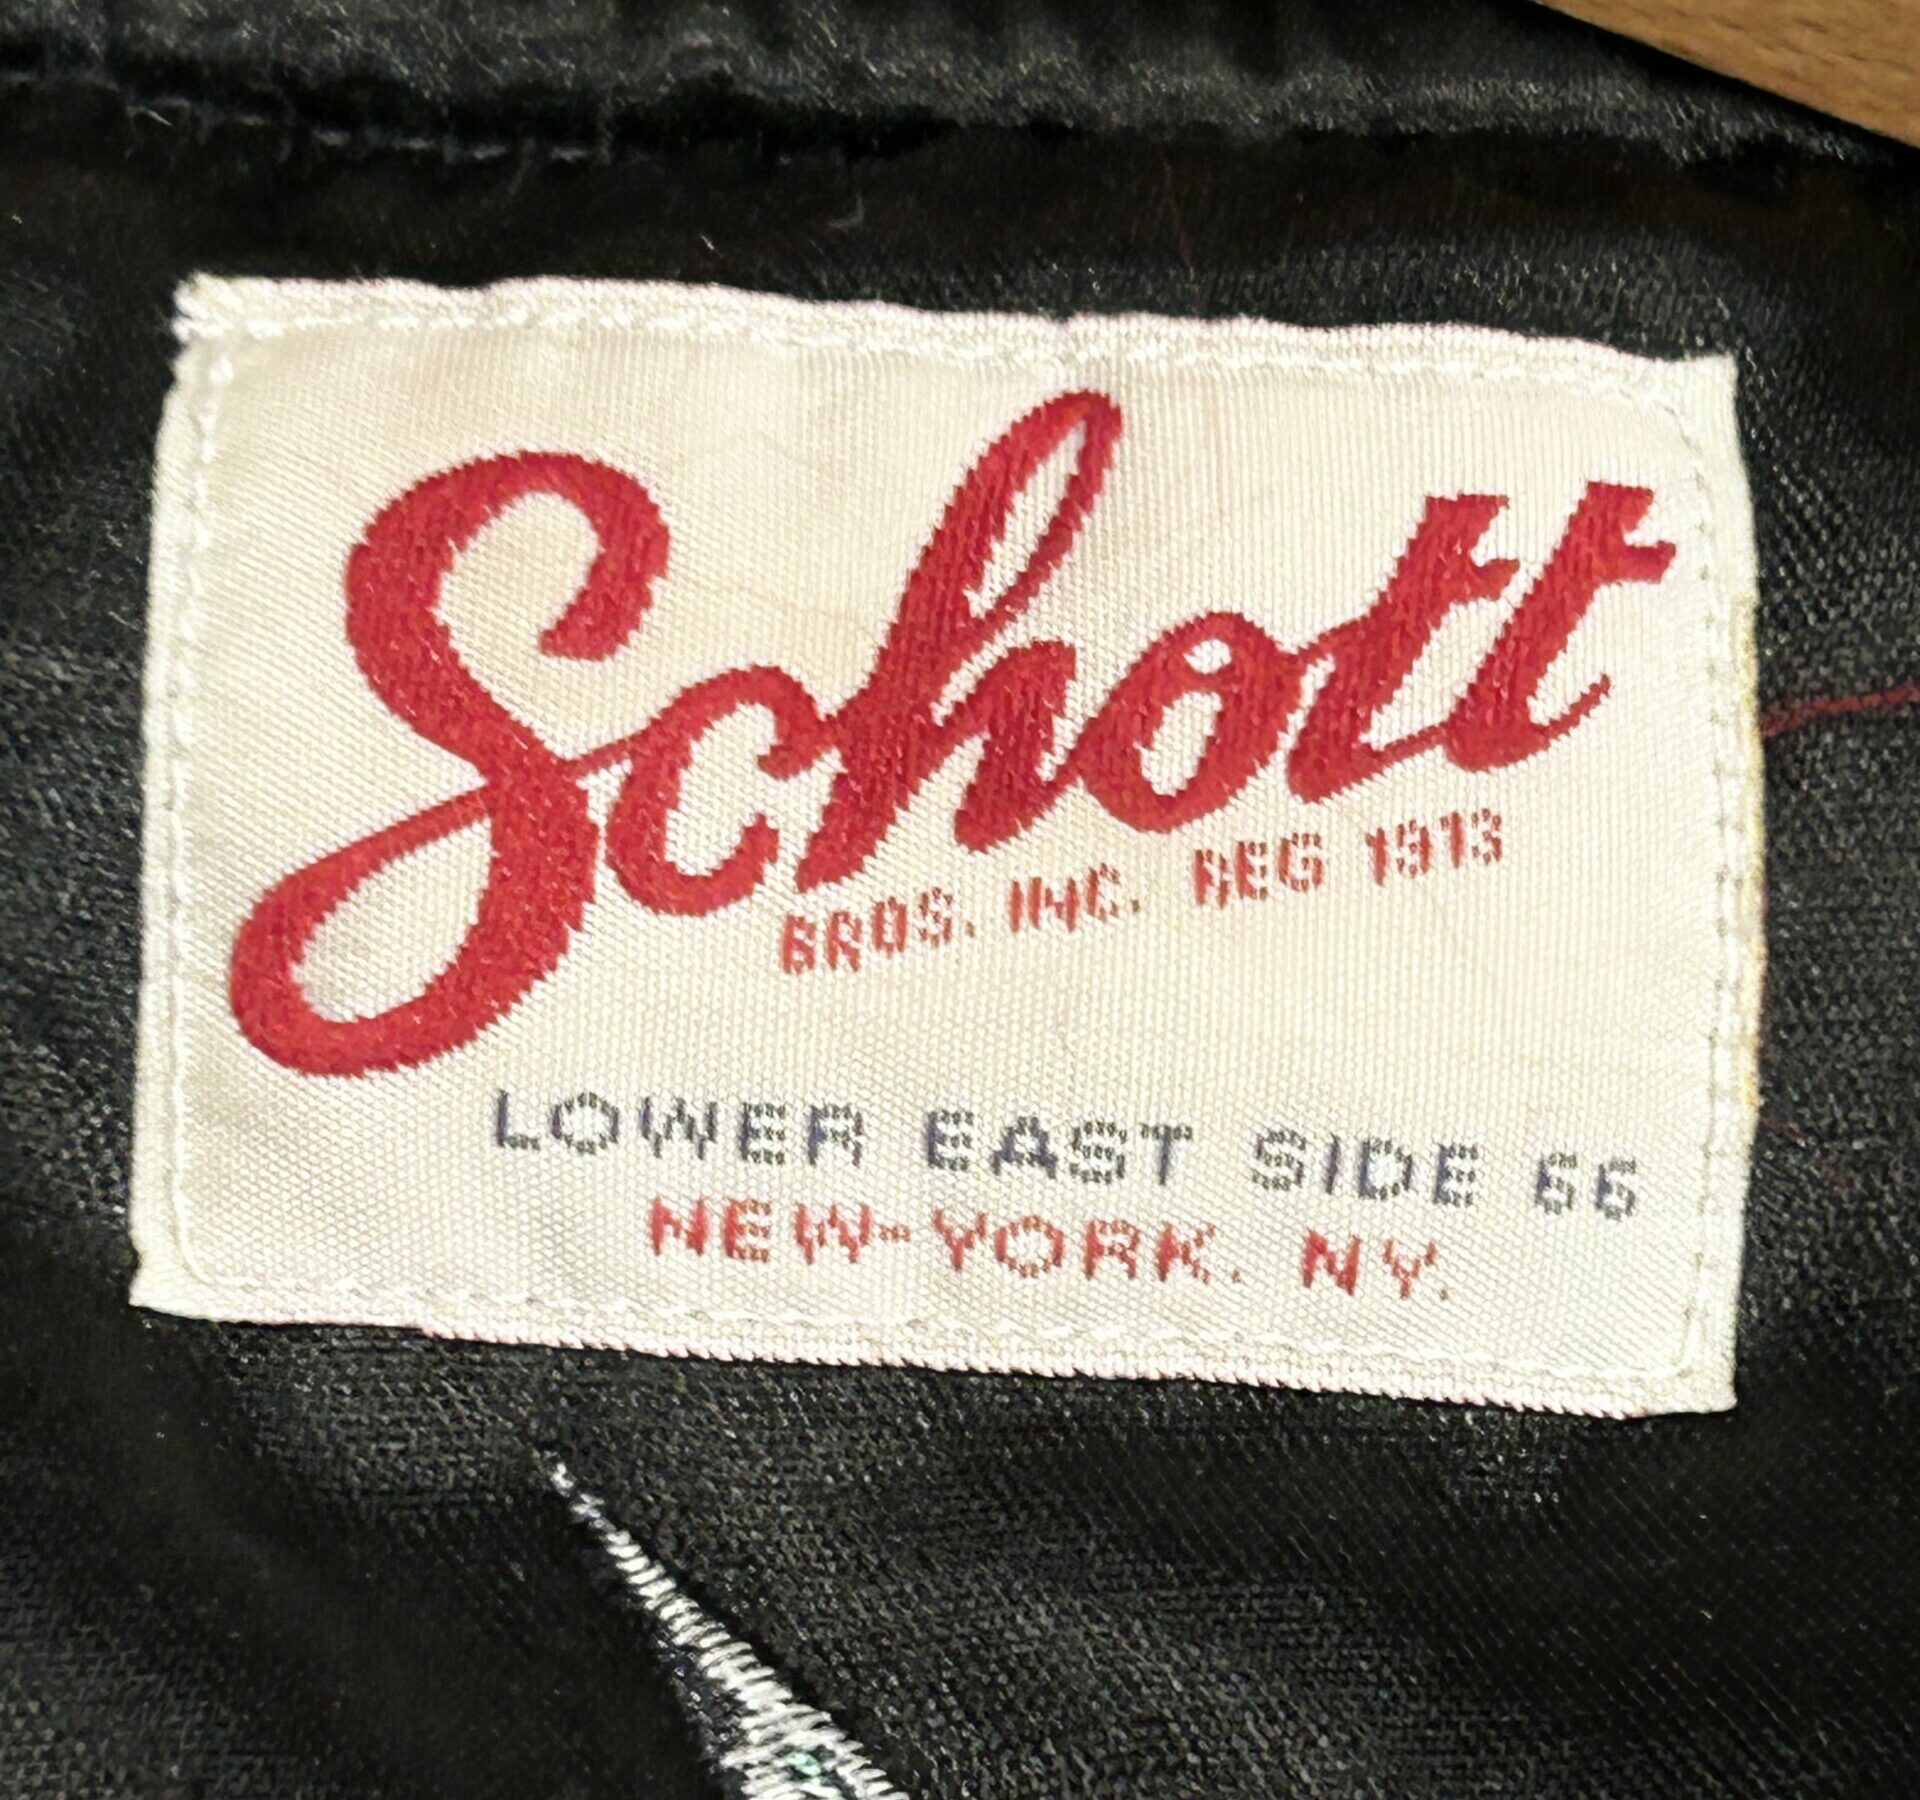 Schott
BROS. INC. REG 1913
LOWER EAST SIDE 66
NEW-YORK. NY.